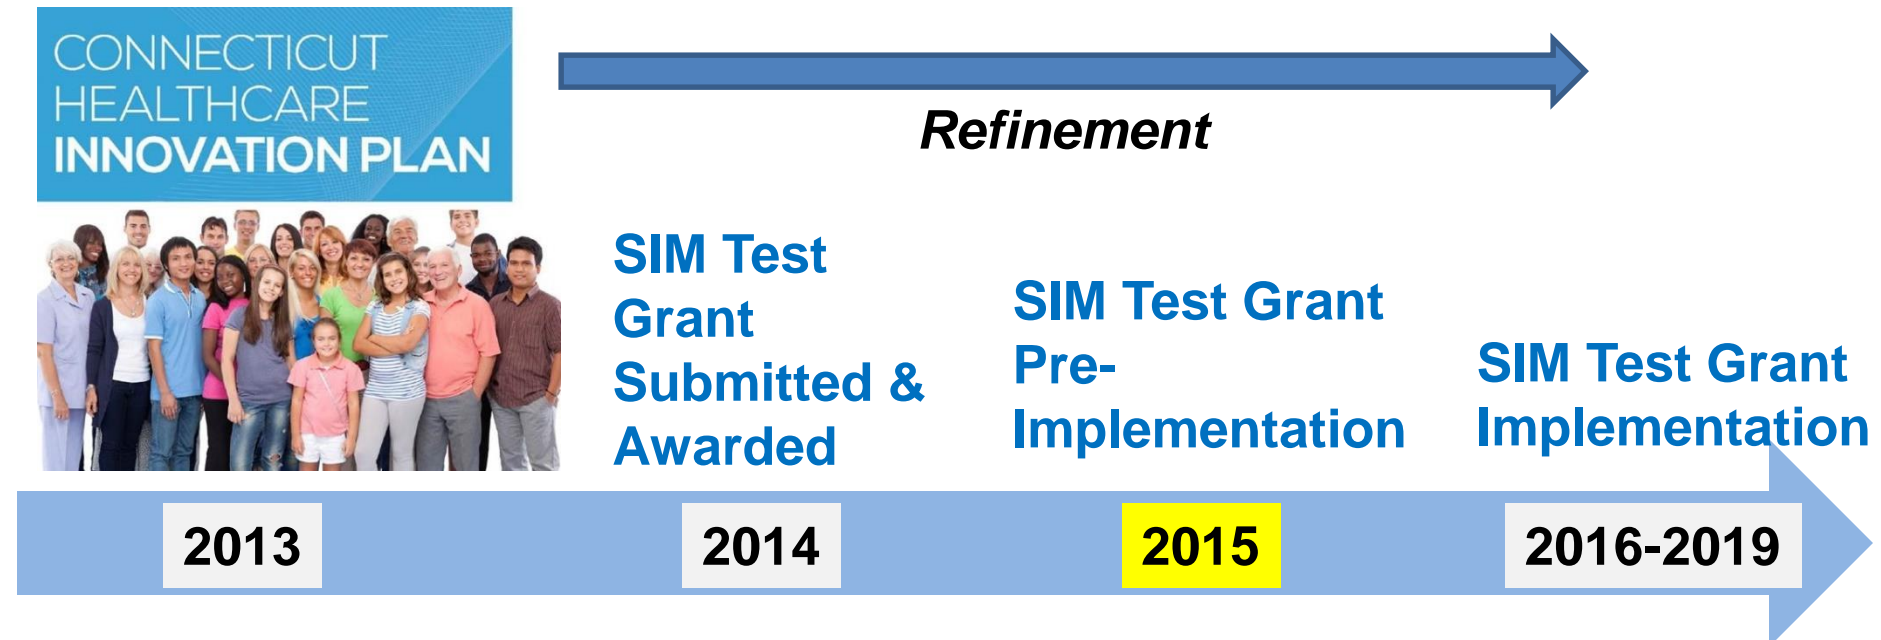 CONNECTICUT
HEALTHCARE
INNOVATION PLAN
Refinement
SIM Test
Grant
Submitted &
Awarded
SIM Test Grant
Pre-
Implementation
SIM Test Grant
Implementation
2013
2014
2015
2016-2019